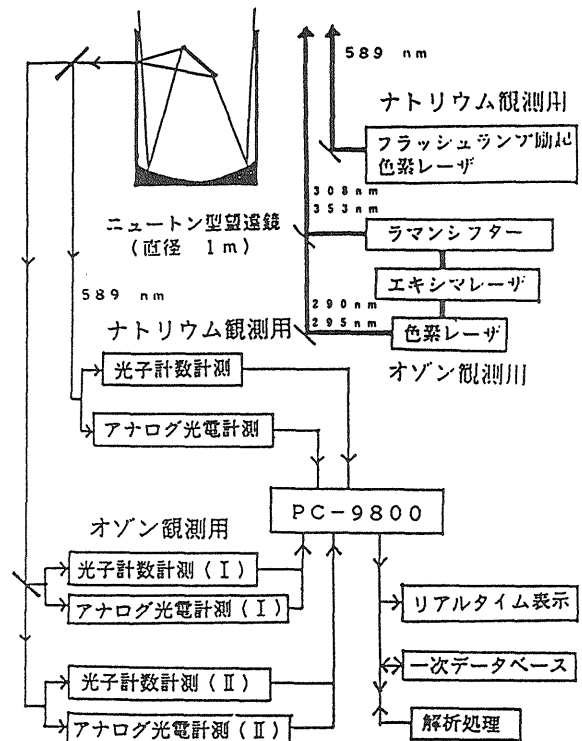 589 nm
ナトリウム観測用
フラッシュランプ励起
色素レーザ
308nm
353nm
ラマンシフター
エキシマレーザ
290nm
295nm
色素レーザ
オゾン観測用
ニュートン型望遠鏡
(直径 1m)
589 nm
ナトリウム観測用
光子計数計測
アナログ光電計測
PC-9800
オゾン観測用
光子計数計測(I)
アナログ光電計測(I)
光子計数計測(II)
アナログ光電計測(II)
リアルタイム表示
一次データベース
解析処理